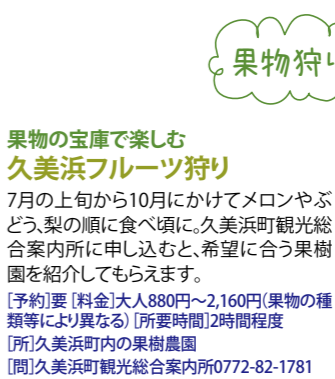 果物狩り
果物の宝庫で楽しむ
久美浜フルーツ狩り
7月の上旬から10月にかけてメロンやぶ
どう、梨の順に食べ頃に。久美浜町観光総
合案内所に申し込むと、希望に合う果樹
園を紹介してもらえます。
[予約]要 [料金]大人880円〜2,160円(果物の種
類等により異なる) [所要時間]2時間程度
[所]久美浜町内の果樹農園
[問]久美浜町観光総合案内所0772-82-1781